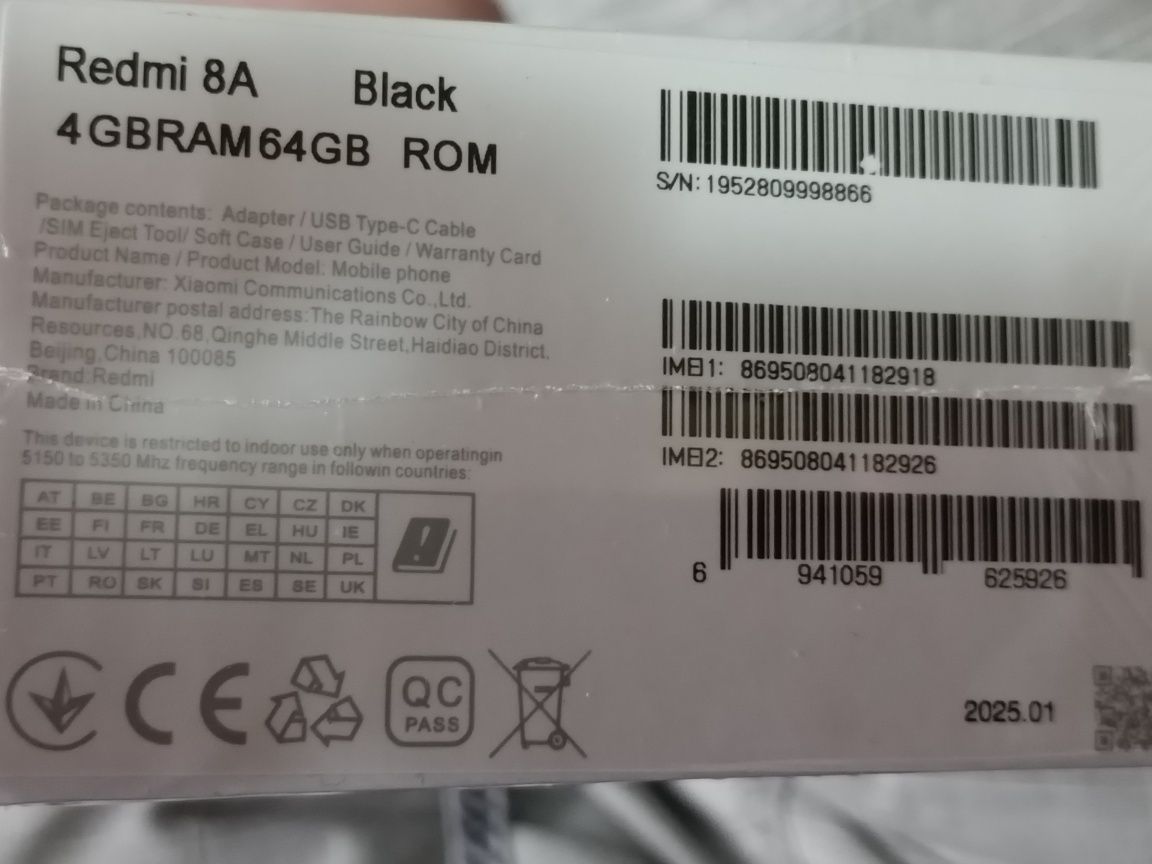 Redmi 8A Black
4GBRAM64GB ROM
Package contents: Adapter / USB Type-C Cable
/SIM Eject Tool/ Soft Case / User Guide / Warranty Card
Product Name / Product Model: Mobile phone
Manufacturer: Xiaomi Communications Co.,Ltd.
Manufacturer postal address:The Rainbow City of China
Resources,NO.68,Qinghe Middle Street,Haidiao District,
Beijing,China 100085
Brand:Redmi
Made in China
This device is restricted to indoor use only when operatingin
5150 to 5350 Mhz frequency range in followin countries:
AT BE BG HR CY CZ DK
EE FI FR DE EL HU IE
IT LV LT LU MT NL PL
PT RO SK SI ES SE UK
CE
QC
PASS
S/N:1952809998866
IMEI1: 869508041182918
IMEI2: 869508041182926
6 941059 625926
2025.01